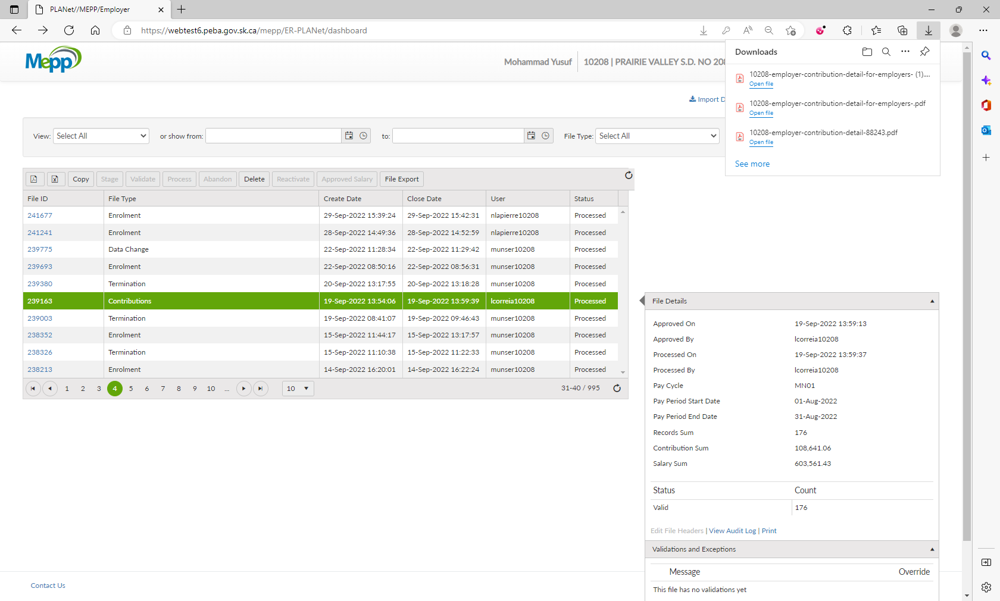 PLANet//MEPP/Employer
https://webtest6.peba.gov.sk.ca/mepp/ER-PLANet/dashboard
Mepp
Mohammad Yusuf
10208 | PRAIRIE VALLEY S.D. NO 208
Downloads
10208-employer-contribution-detail-for-employers- (1)....
Open file
10208-employer-contribution-detail-for-employers-.pdf
Open file
10208-employer-contribution-detail-88243.pdf
Open file
See more
Import D
View: Select All or show from: to: File Type: Select All
Copy Stage Validate Process Abandon Delete Reactivate Approved Salary File Export
File ID File Type Create Date Close Date User Status
241677 Enrolment 29-Sep-2022 15:39:24 29-Sep-2022 15:42:31 nlapierre10208 Processed
241241 Enrolment 28-Sep-2022 14:49:36 28-Sep-2022 14:52:59 nlapierre10208 Processed
239775 Data Change 22-Sep-2022 11:28:34 22-Sep-2022 11:29:42 munser10208 Processed
239693 Enrolment 22-Sep-2022 08:50:16 22-Sep-2022 08:56:31 munser10208 Processed
239380 Termination 20-Sep-2022 13:17:55 20-Sep-2022 13:18:28 munser10208 Processed
239163 Contributions 19-Sep-2022 13:54:06 19-Sep-2022 13:59:39 lcorreia10208 Processed
239003 Termination 19-Sep-2022 08:41:07 19-Sep-2022 09:46:43 munser10208 Processed
238352 Enrolment 15-Sep-2022 11:44:17 15-Sep-2022 13:17:57 munser10208 Processed
238326 Termination 15-Sep-2022 11:10:38 15-Sep-2022 11:22:33 munser10208 Processed
238213 Enrolment 14-Sep-2022 16:20:01 14-Sep-2022 16:22:24 munser10208 Processed
1 2 3 4 5 6 7 8 9 10 ... 10 31-40 / 995
File Details
Approved On 19-Sep-2022 13:59:13
Approved By lcorreia10208
Processed On 19-Sep-2022 13:59:37
Processed By lcorreia10208
Pay Cycle MN01
Pay Period Start Date 01-Aug-2022
Pay Period End Date 31-Aug-2022
Records Sum 176
Contribution Sum 108,641.06
Salary Sum 603,561.43
Status Count
Valid 176
Edit File Headers | View Audit Log | Print
Validations and Exceptions
Message Override
This file has no validations yet
Contact Us